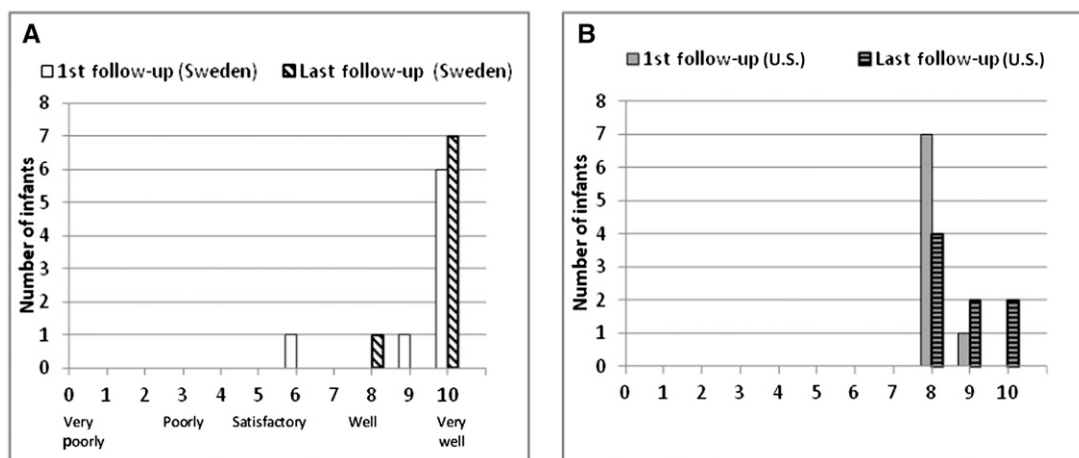 A
1st follow-up (Sweden) Last follow-up (Sweden)
Number of infants
8
7
6
5
4
3
2
1
0
0 1 2 3 4 5 6 7 8 9 10
Very poorly Poorly Satisfactory Well Very well
B
1st follow-up (U.S.) Last follow-up (U.S.)
Number of infants
8
7
6
5
4
3
2
1
0
0 1 2 3 4 5 6 7 8 9 10